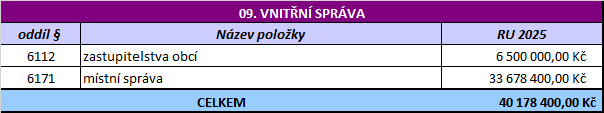 09. VNITŘNÍ SPRÁVA
oddíl § Název položky RU 2025
6112 zastupitelstva obcí 6 500 000,00 Kč
6171 místní správa 33 678 400,00 Kč
CELKEM 40 178 400,00 Kč